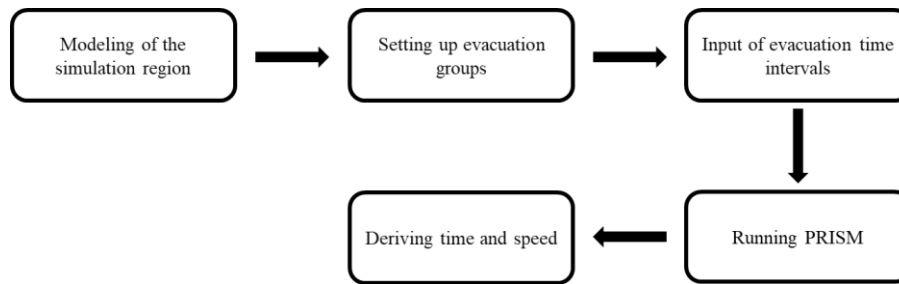 Modeling of the
simulation region
Setting up evacuation
groups
Input of evacuation time
intervals
Running PRISM
Deriving time and speed